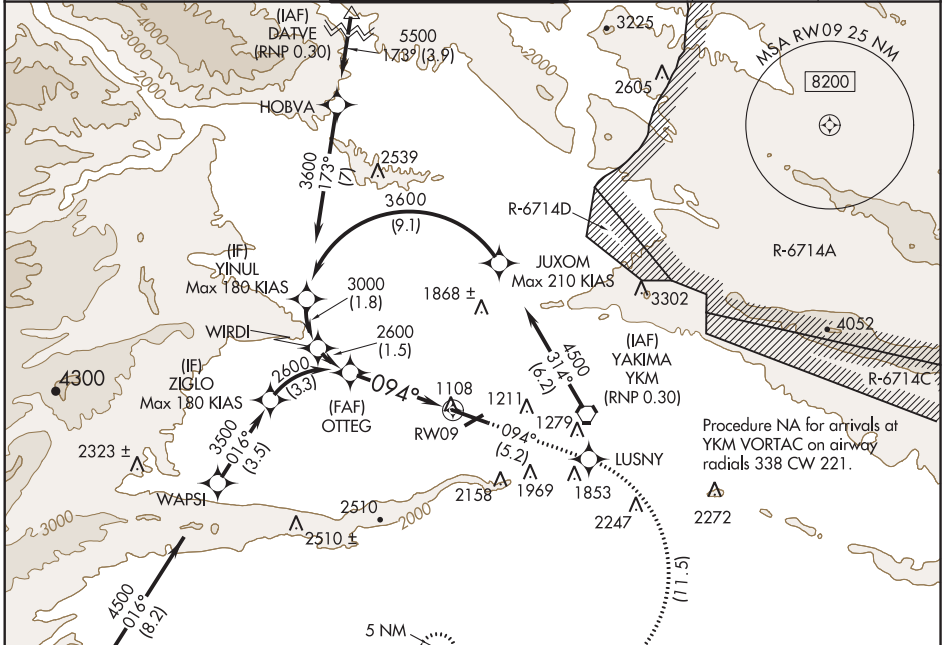 (IAF)
DATVE
(RNP 0.30)
5500
173° (3.9)
2000
3000
2000
2000
3225
2605
MSA RW09 25 NM
8200
HOBVA
3600
173°
(7)
2539
3600
(9.1)
R-6714D
R-6714A
(IF)
YINUL
Max 180 KIAS
JUXOM
Max 210 KIAS
3000
(1.8)
1868 ±
3302
4052
WIRDI
2600
(1.5)
4500
314°
(6.2)
(IAF)
YAKIMA
YKM
(RNP 0.30)
R-6714C
(IF)
ZIGLO
Max 180 KIAS
2600
(3.3)
4300
(FAF)
OTTEG
094°
1108
RW09
1211
1279
094°
(5.2)
LUSNY
Procedure NA for arrivals at
YKM VORTAC on airway
radials 338 CW 221.
3500
016°
(3.5)
2323 ±
WAPSI
2158
1969
1853
2247
2272
2510
2510 ±
2000
3000
4500
016°
(8.2)
(11.5)
5 NM